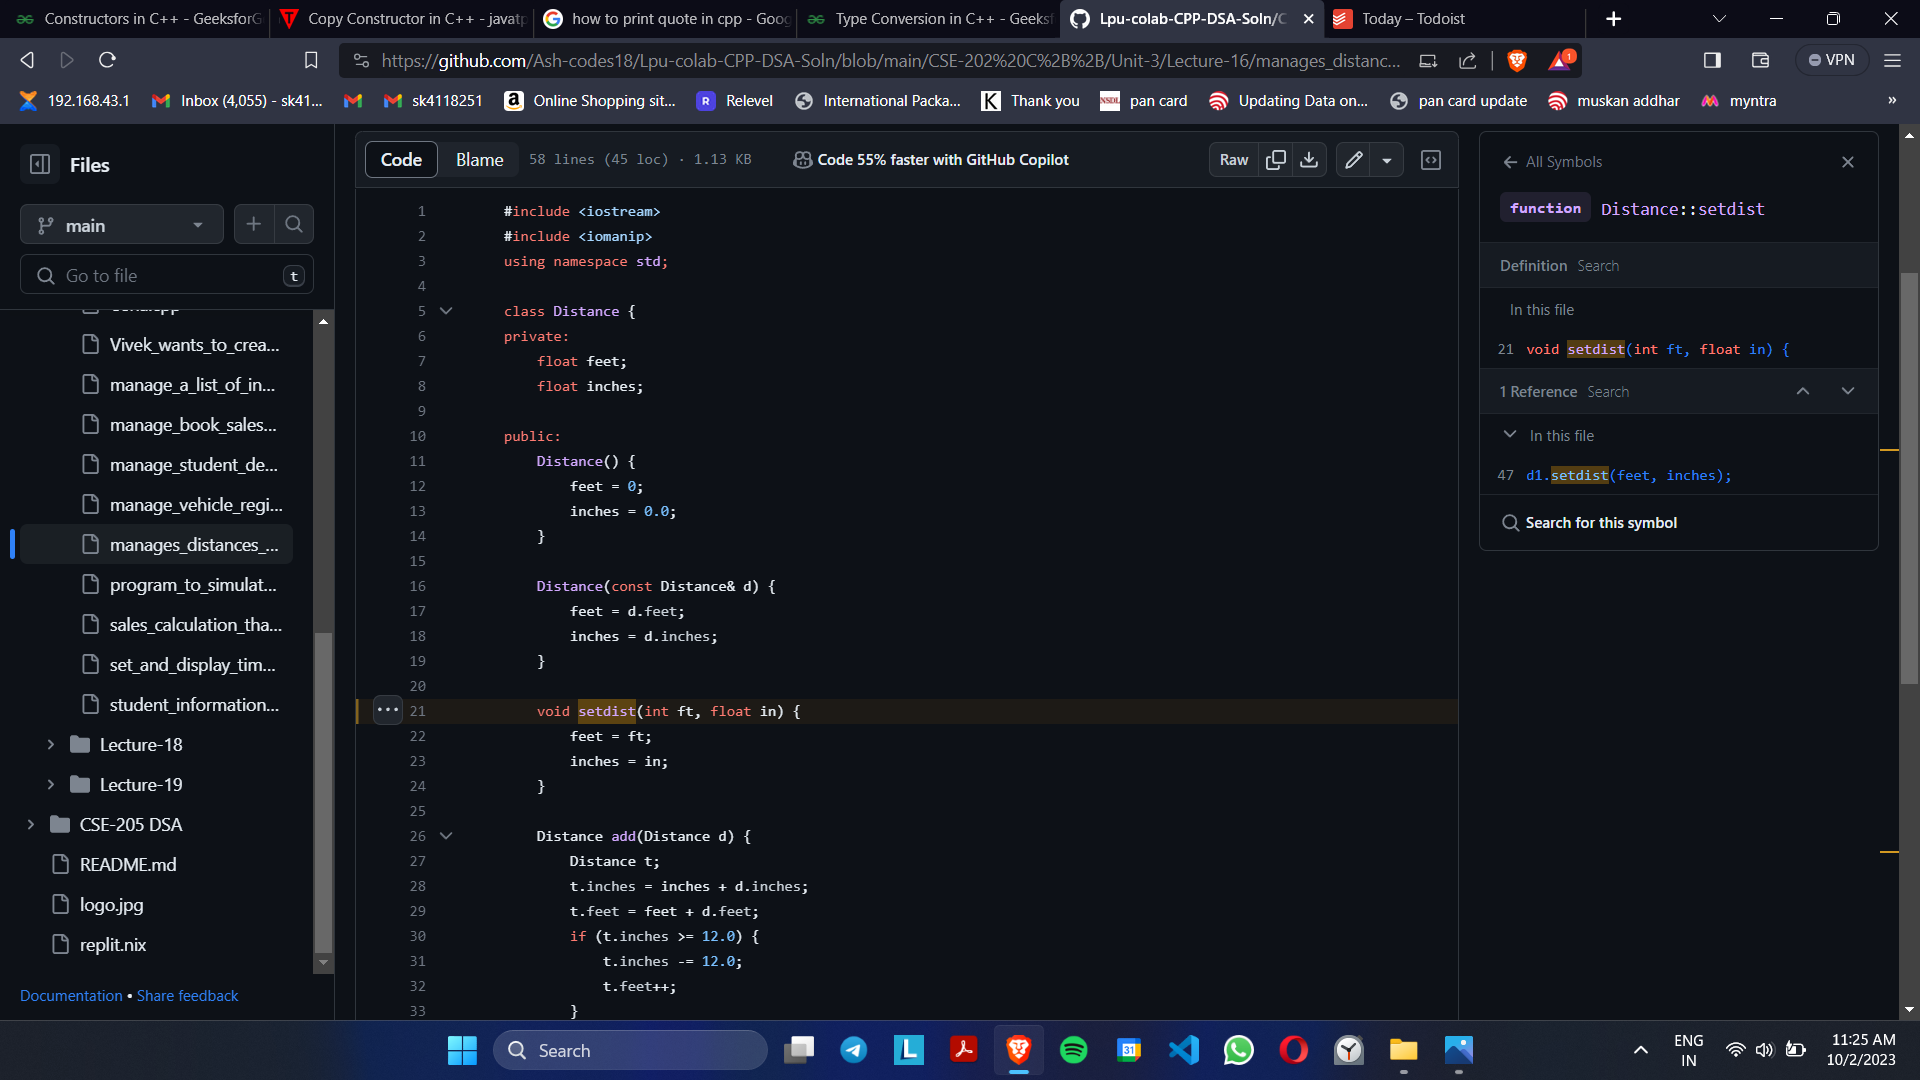 Constructors in C++ - GeeksforG
Copy Constructor in C++ - javatp
how to print quote in cpp - Goog
Type Conversion in C++ - Geeksf
Lpu-colab-CPP-DSA-Soln/C
Today – Todoist
https://github.com/Ash-codes18/Lpu-colab-CPP-DSA-Soln/blob/main/CSE-202%20C%2B%2B/Unit-3/Lecture-16/manages_distanc...
1
VPN
192.168.43.1
Inbox (4,055) - sk41...
sk4118251
Online Shopping sit...
Relevel
International Packa...
Thank you
pan card
Updating Data on...
pan card update
muskan addhar
myntra
»
Files
main
Go to file
t
Vivek_wants_to_crea...
manage_a_list_of_in...
manage_book_sales...
manage_student_de...
manage_vehicle_regi...
manages_distances_...
program_to_simulat...
sales_calculation_tha...
set_and_display_tim...
student_information...
Lecture-18
Lecture-19
CSE-205 DSA
README.md
logo.jpg
replit.nix
Documentation • Share feedback
Code
Blame
58 lines (45 loc) · 1.13 KB
Code 55% faster with GitHub Copilot
Raw
1 #include <iostream>
2 #include <iomanip>
3 using namespace std;
4
5 class Distance {
6 private:
7 float feet;
8 float inches;
9
10 public:
11 Distance() {
12 feet = 0;
13 inches = 0.0;
14 }
15
16 Distance(const Distance& d) {
17 feet = d.feet;
18 inches = d.inches;
19 }
20
21 void setdist(int ft, float in) {
22 feet = ft;
23 inches = in;
24 }
25
26 Distance add(Distance d) {
27 Distance t;
28 t.inches = inches + d.inches;
29 t.feet = feet + d.feet;
30 if (t.inches >= 12.0) {
31 t.inches -= 12.0;
32 t.feet++;
33 }
All Symbols
function Distance::setdist
Definition Search
In this file
21 void setdist(int ft, float in) {
1 Reference Search
In this file
47 d1.setdist(feet, inches);
Search for this symbol
Search
L
31
ENG
IN
11:25 AM
10/2/2023